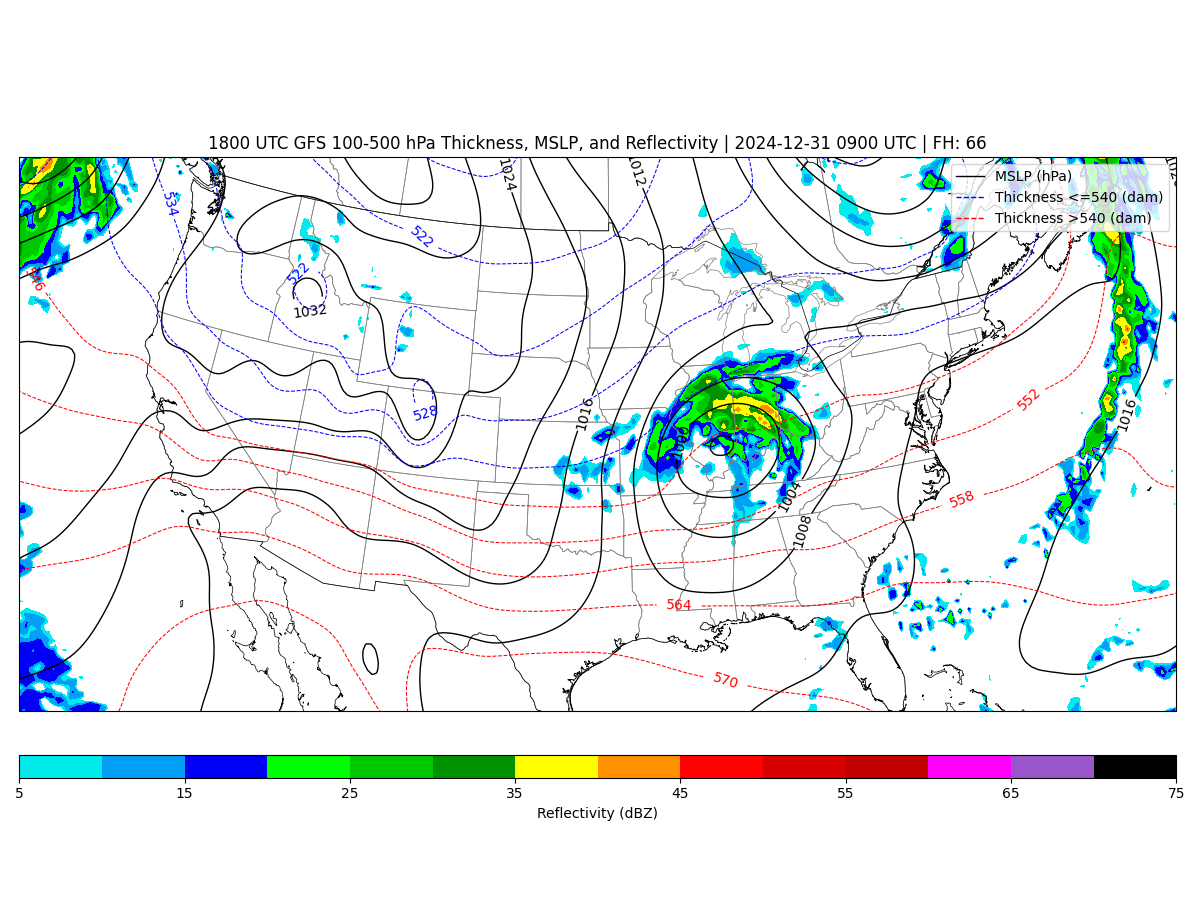 1800 UTC GFS 100-500 hPa Thickness, MSLP, and Reflectivity | 2024-12-31 0900 UTC | FH: 66
MSLP (hPa)
Thickness <=540 (dam)
Thickness >540 (dam)
1024
1012
534
522
522
546
1032
552
528
1016
1016
1004
558
1008
564
570
5 15 25 35 45 55 65 75
Reflectivity (dBZ)